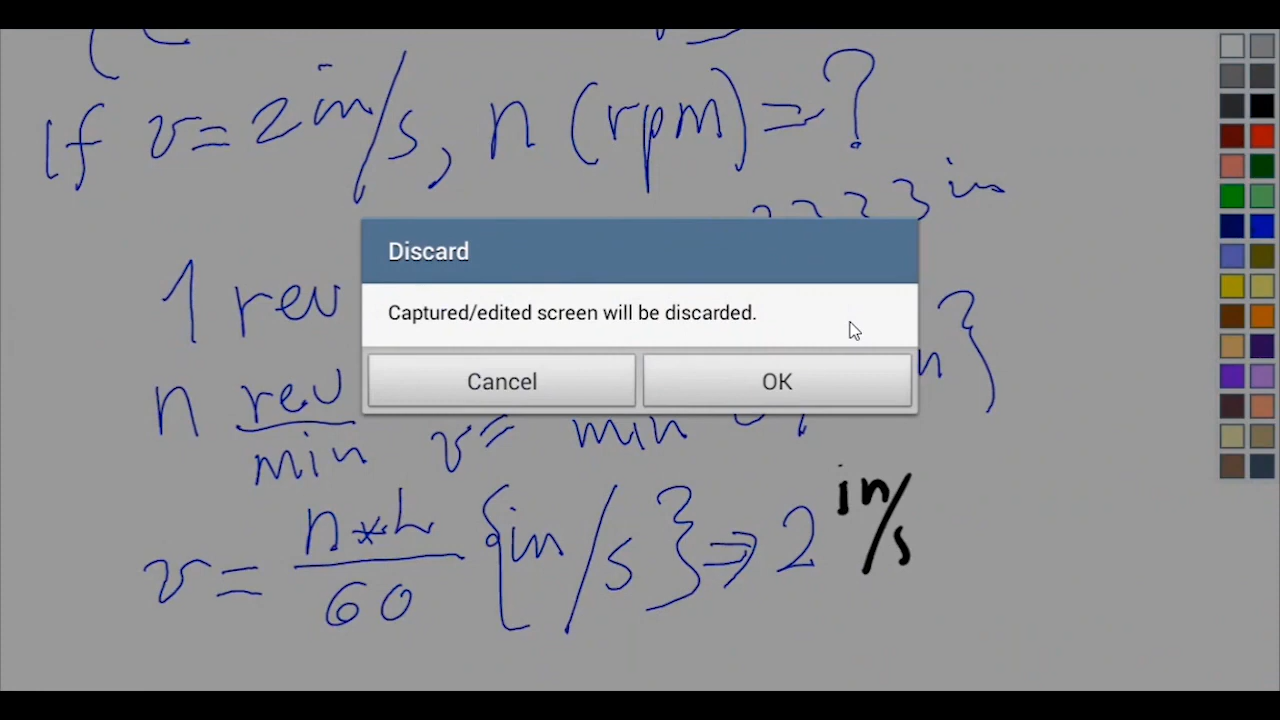 If v = 2 in/s, n (rpm) = ?
Discard
Captured/edited screen will be discarded.
Cancel
OK
1 rev
n rev/min v = min
v = n*L/60 {in/s} ⇒ 2 in/s